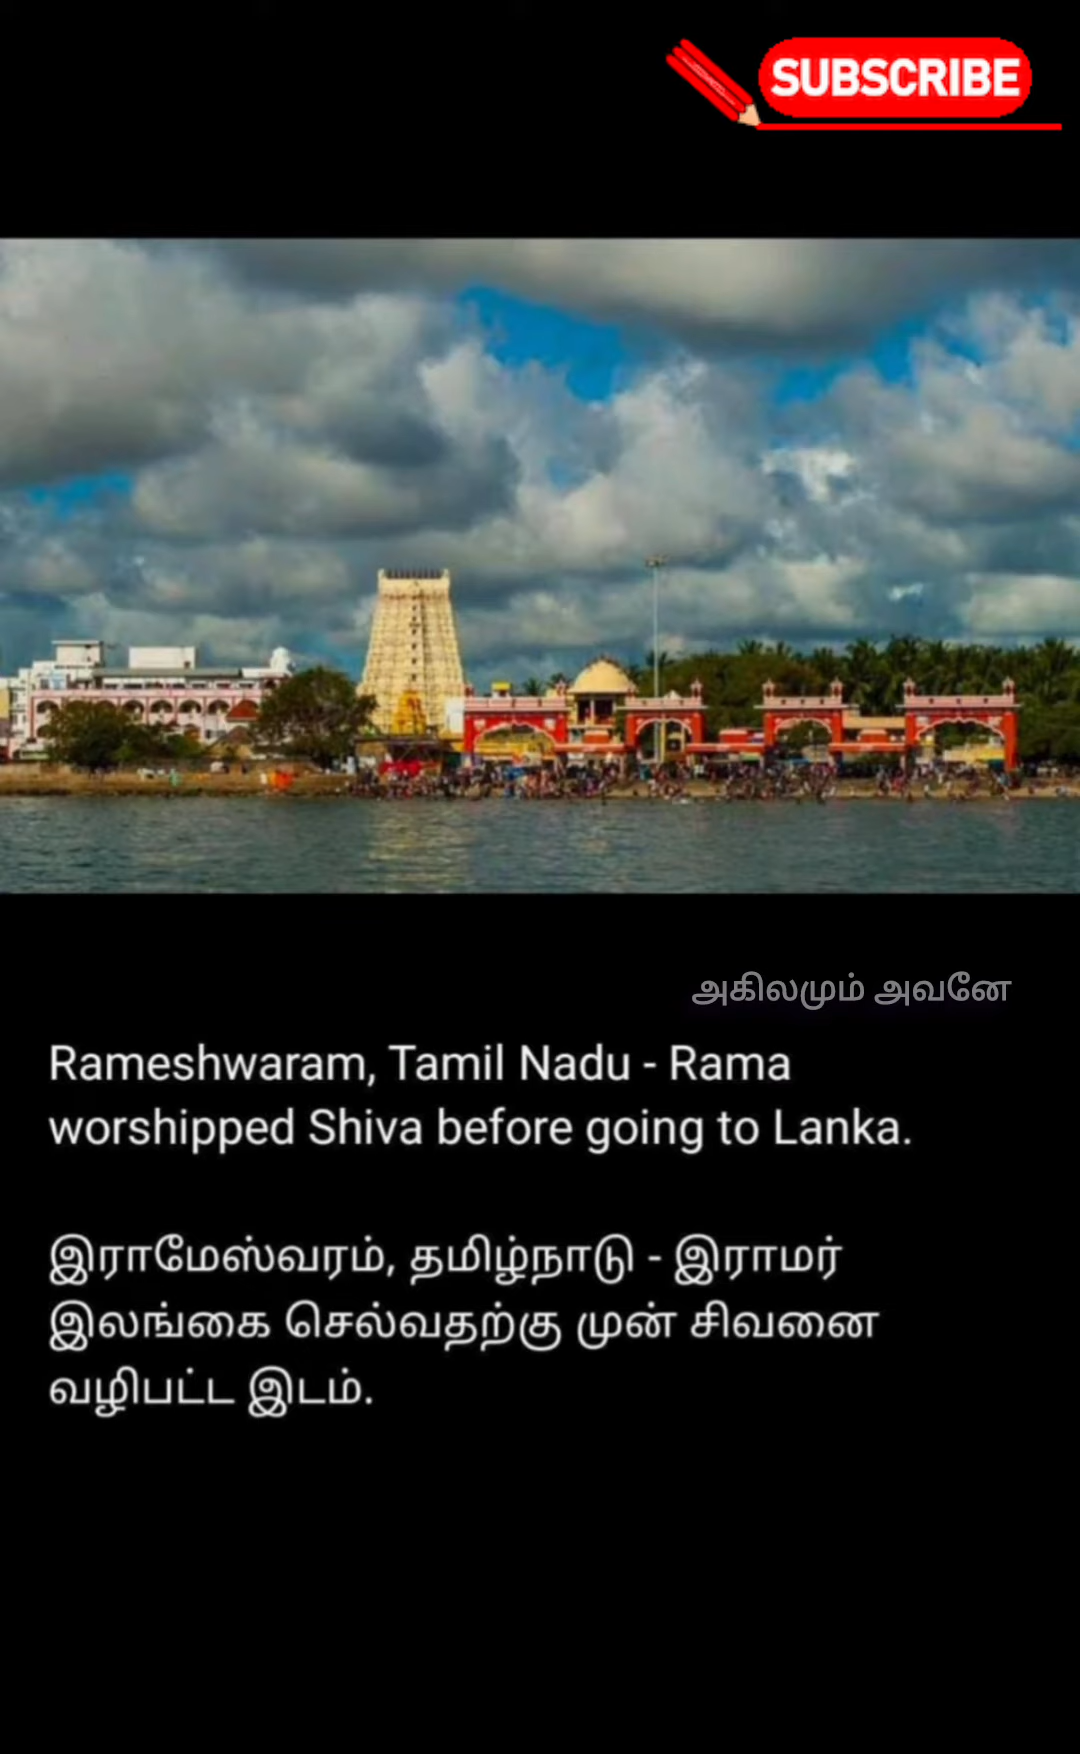 SUBSCRIBE
அகிலமும் அவனே
Rameshwaram, Tamil Nadu - Rama
worshipped Shiva before going to Lanka.
இராமேஸ்வரம், தமிழ்நாடு - இராமர்
இலங்கை செல்வதற்கு முன் சிவனை
வழிபட்ட இடம்.